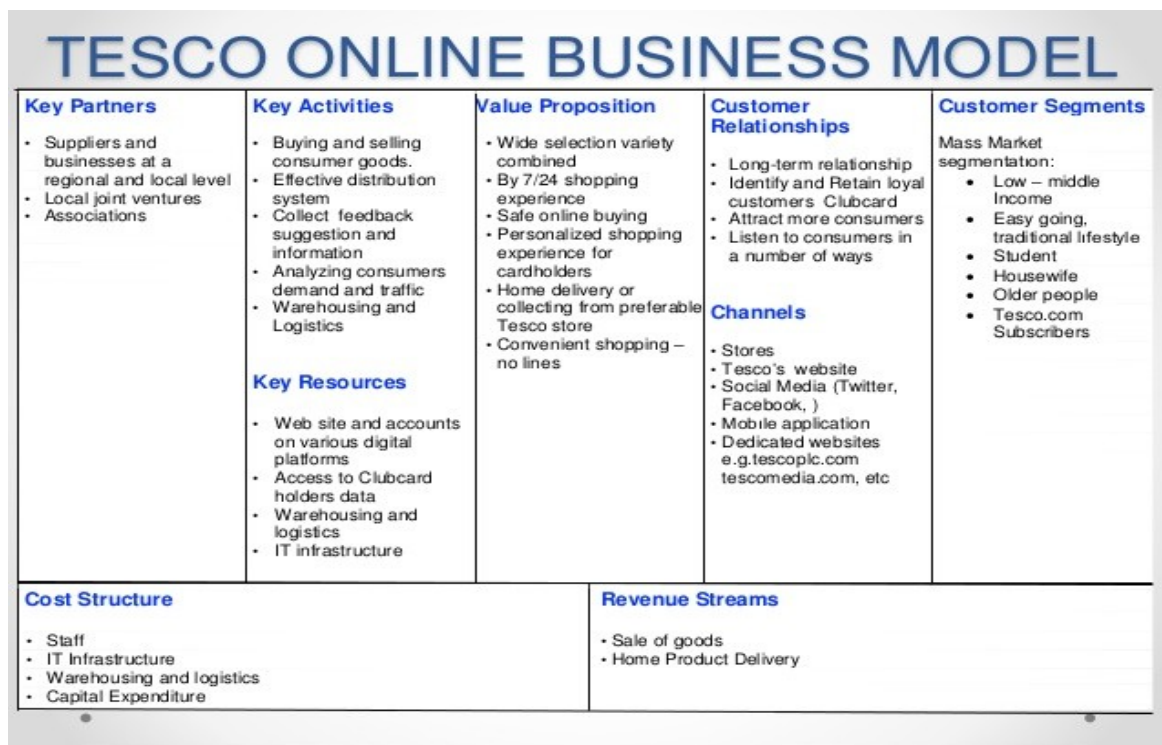 TESCO ONLINE BUSINESS MODEL
Key Partners
• Suppliers and
businesses at a
regional and local level
• Local joint ventures
• Associations
Key Activities
• Buying and selling
consumer goods.
• Effective distribution
system
• Collect feedback
suggestion and
information
• Analyzing consumers
demand and traffic
• Warehousing and
Logistics
Key Resources
• Web site and accounts
on various digital
platforms
• Access to Clubcard
holders data
• Warehousing and
logistics
• IT infrastructure
Value Proposition
• Wide selection variety
combined
• By 7/24 shopping
experience
• Safe online buying
• Personalized shopping
experience for
cardholders
• Home delivery or
collecting from preferable
Tesco store
• Convenient shopping –
no lines
Customer
Relationships
• Long-term relationship
• Identify and Retain loyal
customers Clubcard
• Attract more consumers
• Listen to consumers in
a number of ways
Channels
• Stores
• Tesco's website
• Social Media (Twitter,
Facebook, )
• Mobile application
• Dedicated websites
e.g.tescoplc.com
tescomedia.com, etc
Customer Segments
Mass Market
segmentation:
• Low – middle
Income
• Easy going,
traditional lifestyle
• Student
• Housewife
• Older people
• Tesco.com
Subscribers
Cost Structure
• Staff
• IT Infrastructure
• Warehousing and logistics
• Capital Expenditure
Revenue Streams
• Sale of goods
• Home Product Delivery